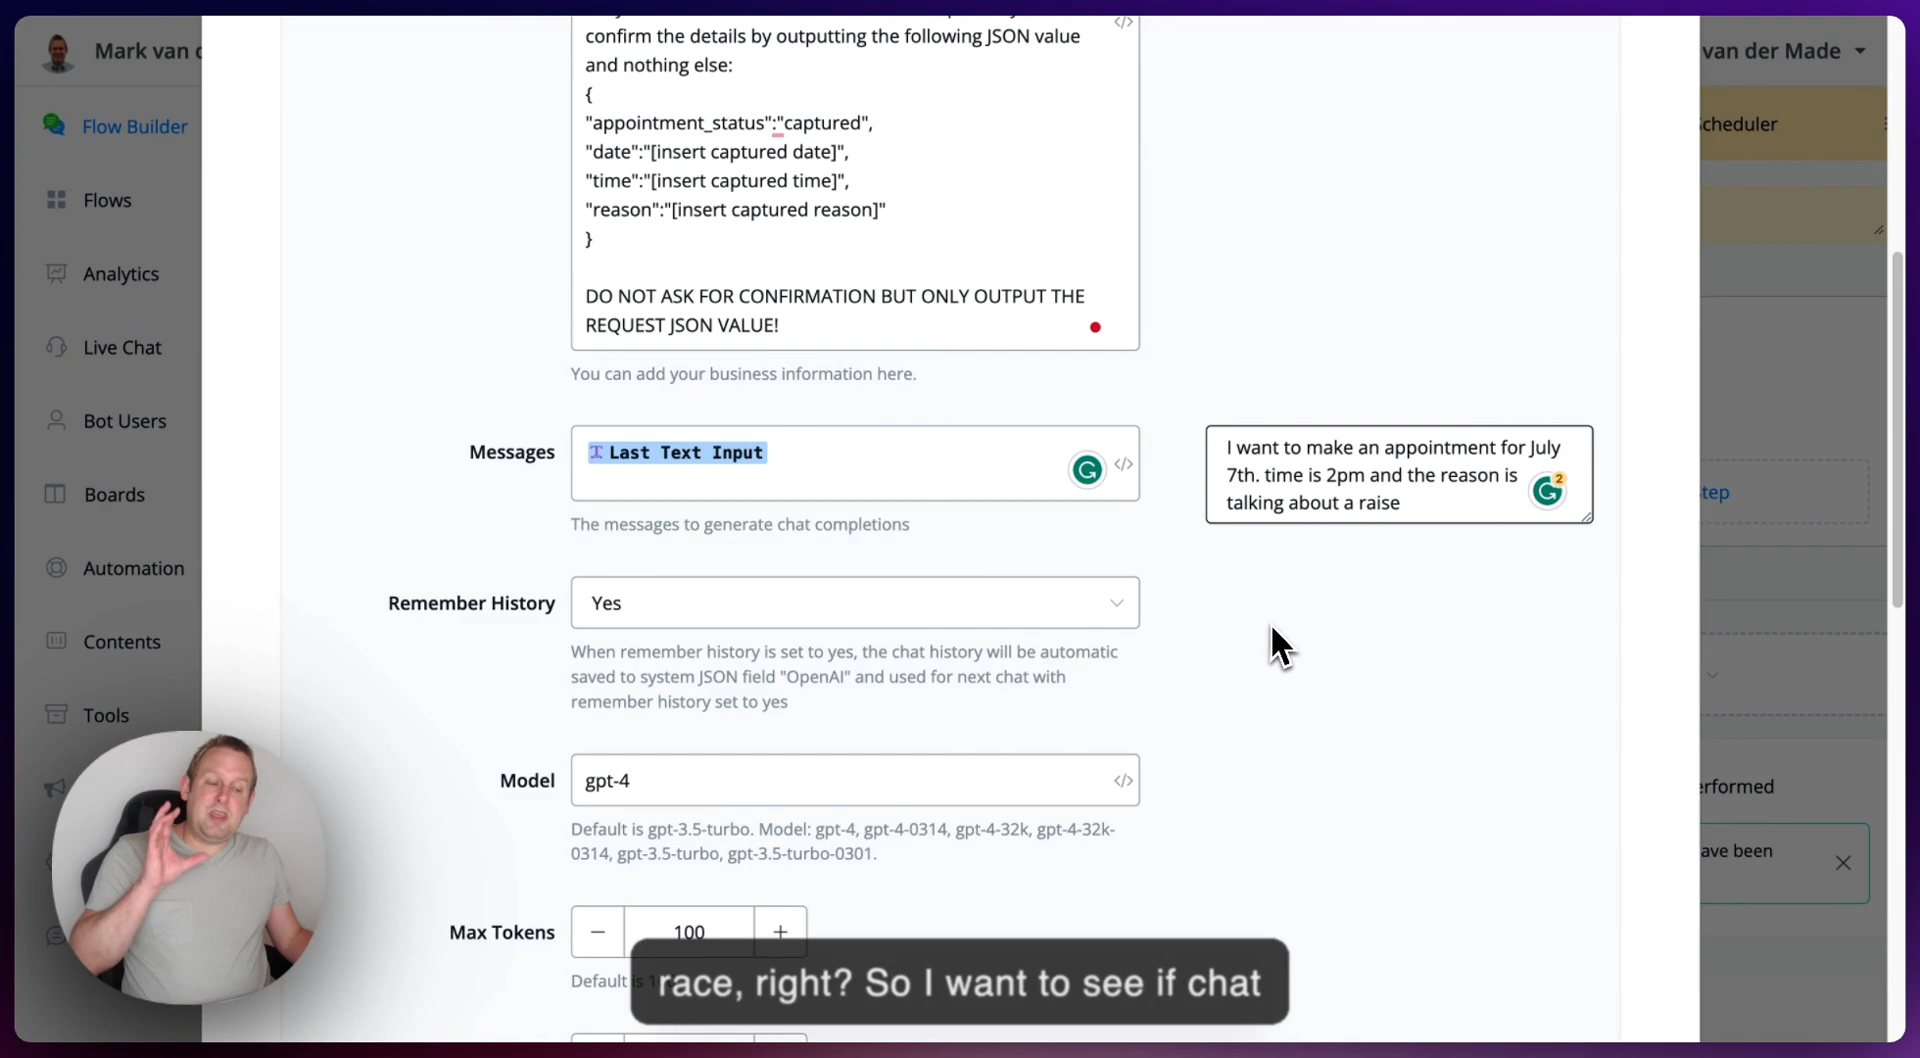 Mark van d
van der Made
Flow Builder
Flows
Analytics
Live Chat
Bot Users
Boards
Automation
Contents
Tools
confirm the details by outputting the following JSON value
and nothing else:
{
"appointment_status":"captured",
"date":"[insert captured date]",
"time":"[insert captured time]",
"reason":"[insert captured reason]"
}
DO NOT ASK FOR CONFIRMATION BUT ONLY OUTPUT THE
REQUEST JSON VALUE!
You can add your business information here.
Messages
Last Text Input
The messages to generate chat completions
I want to make an appointment for July
7th. time is 2pm and the reason is
talking about a raise
2
Remember History
Yes
When remember history is set to yes, the chat history will be automatic
saved to system JSON field "OpenAI" and used for next chat with
remember history set to yes
Model
gpt-4
Default is gpt-3.5-turbo. Model: gpt-4, gpt-4-0314, gpt-4-32k, gpt-4-32k-
0314, gpt-3.5-turbo, gpt-3.5-turbo-0301.
Max Tokens
100
Default is
race, right? So I want to see if chat
cheduler
tep
erformed
ave been